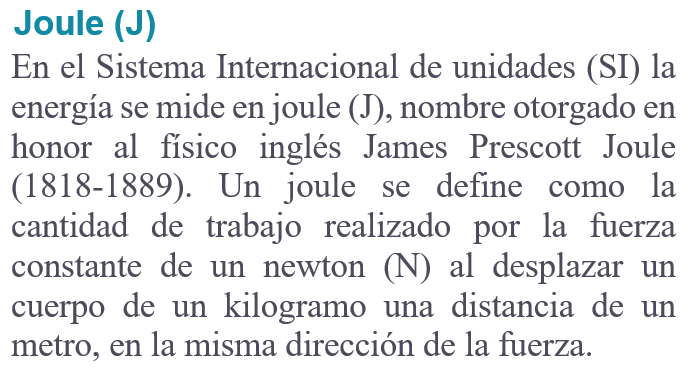 Joule (J)
En el Sistema Internacional de unidades (SI) la
energía se mide en joule (J), nombre otorgado en
honor al físico inglés James Prescott Joule
(1818-1889). Un joule se define como la
cantidad de trabajo realizado por la fuerza
constante de un newton (N) al desplazar un
cuerpo de un kilogramo una distancia de un
metro, en la misma dirección de la fuerza.